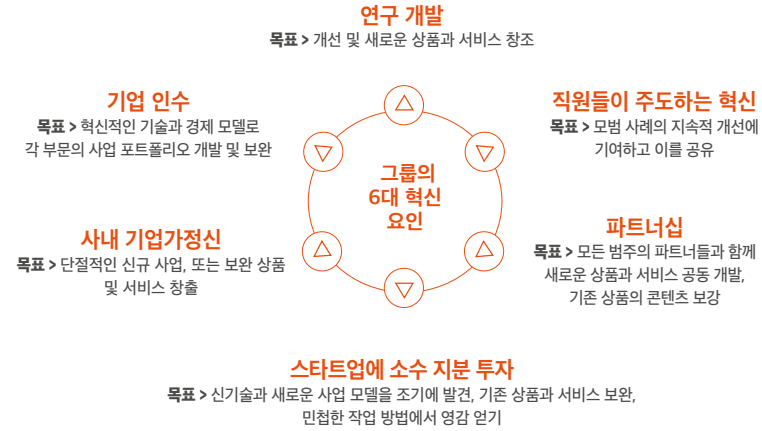 연구 개발
목표 > 개선 및 새로운 상품과 서비스 창조
기업 인수
목표 > 혁신적인 기술과 경제 모델로
각 부문의 사업 포트폴리오 개발 및 보완
직원들이 주도하는 혁신
목표 > 모범 사례의 지속적 개선에
기여하고 이를 공유
그룹의
6대 혁신
요인
사내 기업가정신
목표 > 단절적인 신규 사업, 또는 보완 상품
및 서비스 창출
파트너십
목표 > 모든 범주의 파트너들과 함께
새로운 상품과 서비스 공동 개발,
기존 상품의 콘텐츠 보강
스타트업에 소수 지분 투자
목표 > 신기술과 새로운 사업 모델을 조기에 발견, 기존 상품과 서비스 보완,
민첩한 작업 방법에서 영감 얻기